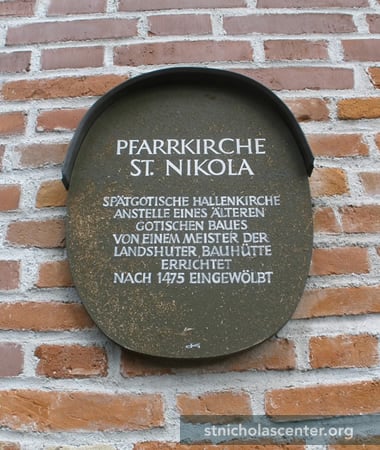 PFARRKIRCHE
ST. NIKOLA
SPÄTGOTISCHE HALLENKIRCHE
ANSTELLE EINES ÄLTEREN
GOTISCHEN BAUES
VON EINEM MEISTER DER
LANDSHUTER BAUHÜTTE
ERRICHTET
NACH 1475 EINGEWÖLBT
stnicholascenter.org